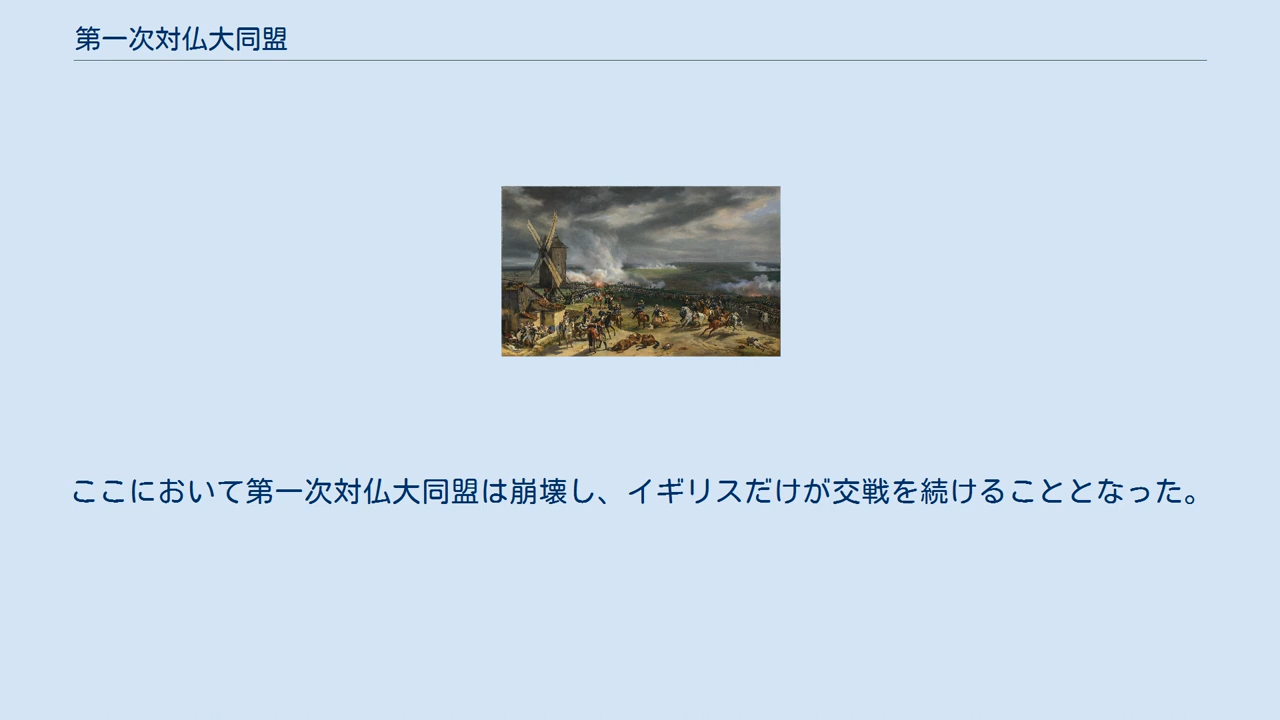 第一次対仏大同盟
ここにおいて第一次対仏大同盟は崩壊し、イギリスだけが交戦を続けることとなった。